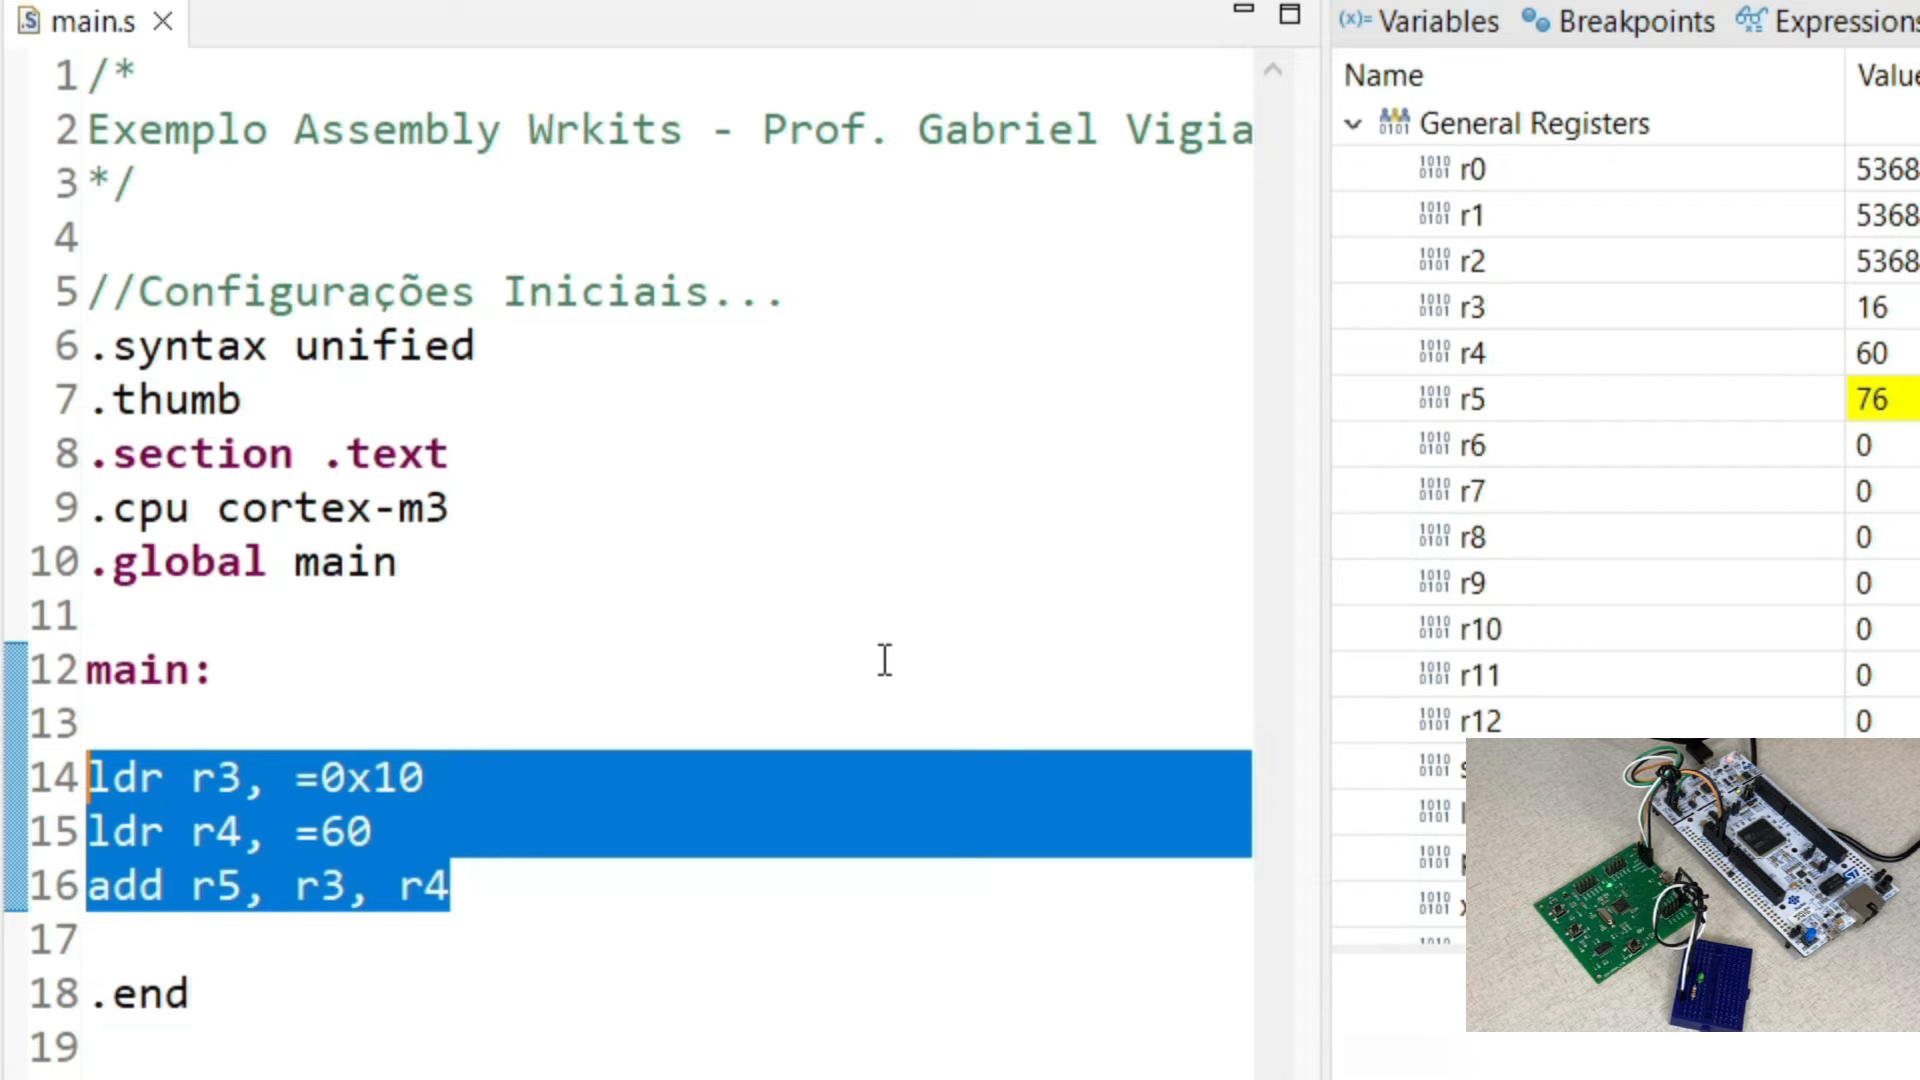 main.s
1 /*
2 Exemplo Assembly Wrkits - Prof. Gabriel Vigia
3 */
4
5 //Configurações Iniciais...
6 .syntax unified
7 .thumb
8 .section .text
9 .cpu cortex-m3
10 .global main
11
12 main:
13
14 ldr r3, =0x10
15 ldr r4, =60
16 add r5, r3, r4
17
18 .end
19
(x)= Variables Breakpoints Expressions
Name Value
General Registers
r0 5368
r1 5368
r2 5368
r3 16
r4 60
r5 76
r6 0
r7 0
r8 0
r9 0
r10 0
r11 0
r12 0